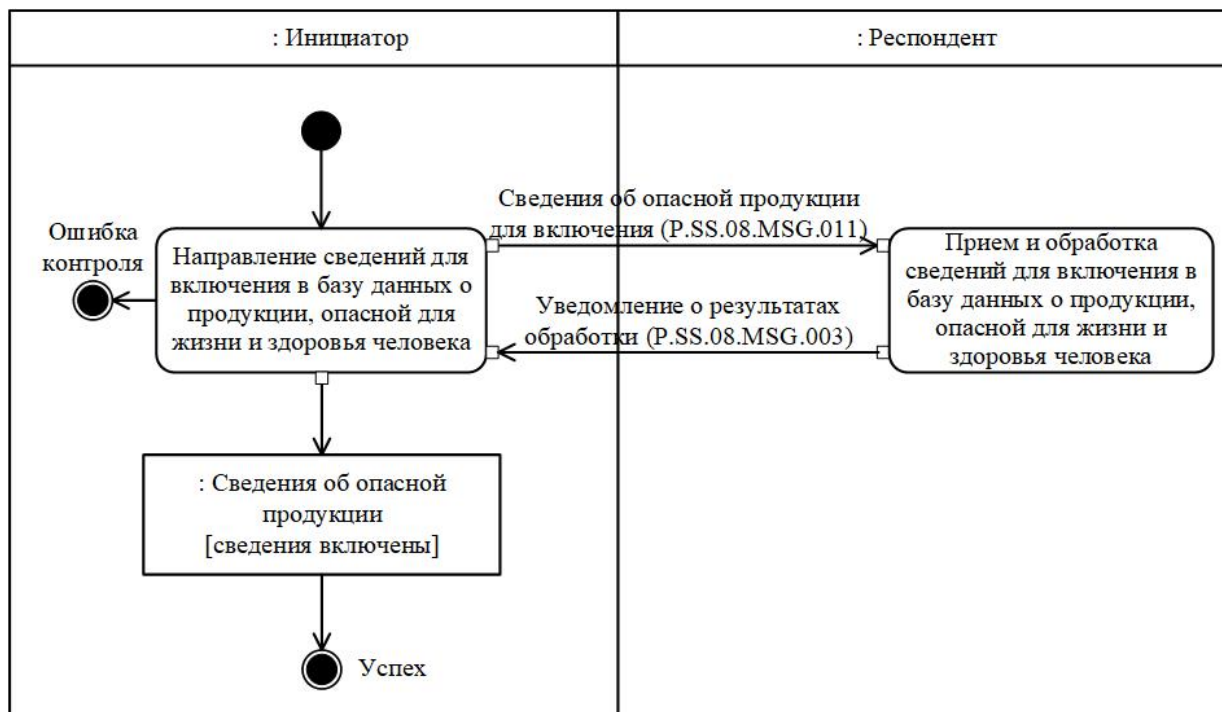 : Инициатор
: Респондент
Сведения об опасной продукции
для включения (P.SS.08.MSG.011)
Ошибка
контроля
Направление сведений для
включения в базу данных о
продукции, опасной для
жизни и здоровья человека
Уведомление о результатах
обработки (P.SS.08.MSG.003)
Прием и обработка
сведений для включения в
базу данных о продукции,
опасной для жизни и
здоровья человека
: Сведения об опасной
продукции
[сведения включены]
Успех